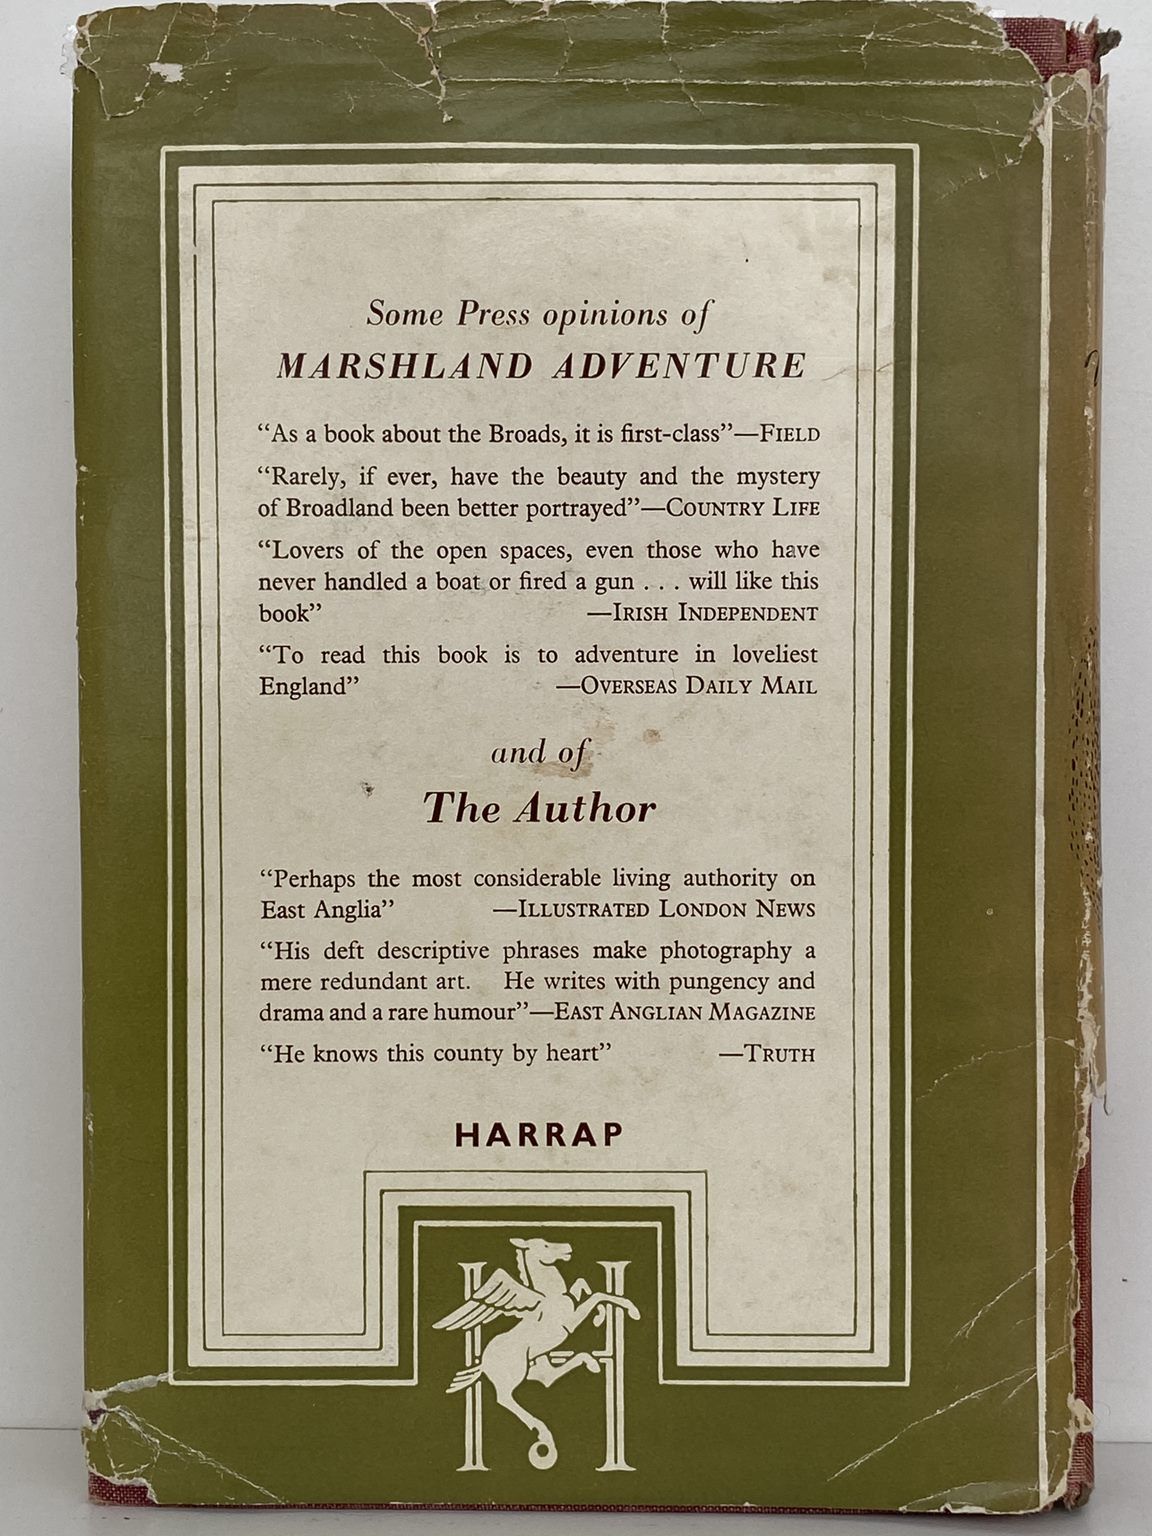 Some Press opinions of
MARSHLAND ADVENTURE
“As a book about the Broads, it is first-class”—FIELD
“Rarely, if ever, have the beauty and the mystery
of Broadland been better portrayed”—COUNTRY LIFE
“Lovers of the open spaces, even those who have
never handled a boat or fired a gun . . . will like this
book” —IRISH INDEPENDENT
“To read this book is to adventure in loveliest
England” —OVERSEAS DAILY MAIL
and of
The Author
“Perhaps the most considerable living authority on
East Anglia” —ILLUSTRATED LONDON NEWS
“His deft descriptive phrases make photography a
mere redundant art. He writes with pungency and
drama and a rare humour”—EAST ANGLIAN MAGAZINE
“He knows this county by heart” —TRUTH
HARRAP
H